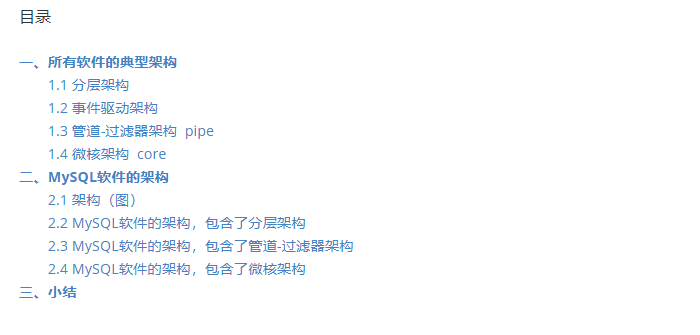 目录
一、所有软件的典型架构
1.1 分层架构
1.2 事件驱动架构
1.3 管道-过滤器架构 pipe
1.4 微核架构 core
二、MySQL软件的架构
2.1 架构（图）
2.2 MySQL软件的架构，包含了分层架构
2.3 MySQL软件的架构，包含了管道-过滤器架构
2.4 MySQL软件的架构，包含了微核架构
三、小结